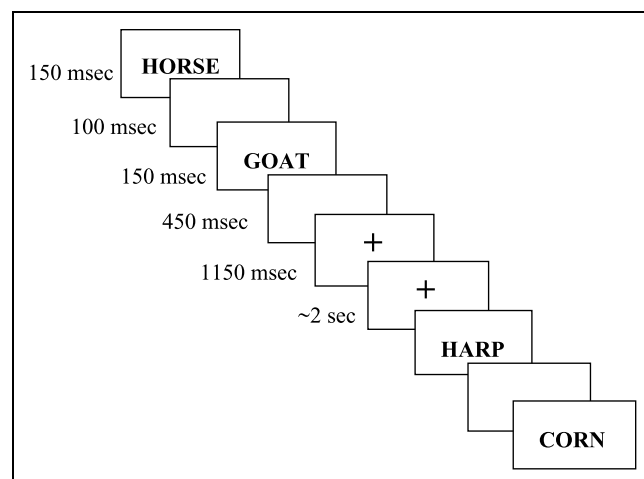 HORSE
150 msec
100 msec
GOAT
150 msec
450 msec
+
1150 msec
+
~2 sec
HARP
CORN